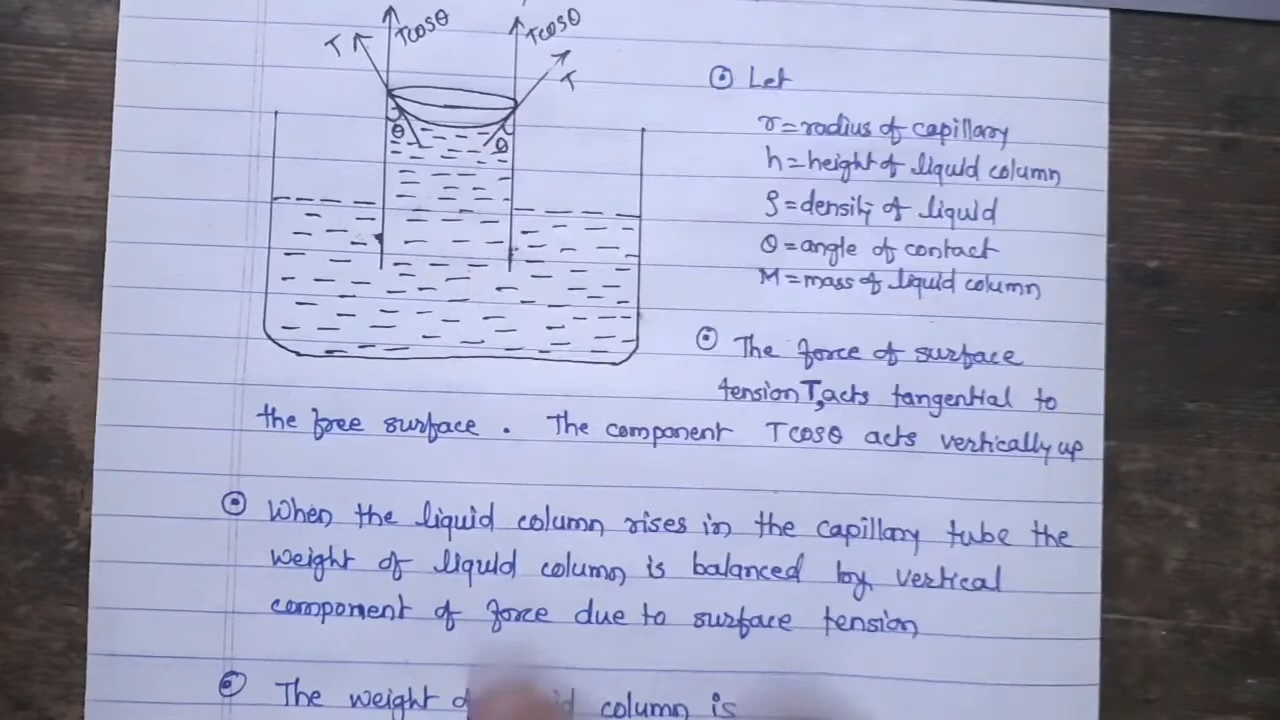 Tcosθ Tcosθ
T T
θ θ
Let
r = radius of capillary
h = height of liquid column
ρ = density of liquid
θ = angle of contact
M = mass of liquid column
The force of surface
tension T, acts tangential to
the free surface. The component Tcosθ acts vertically up
When the liquid column rises in the capillary tube the
weight of liquid column is balanced by vertical
component of force due to surface tension
The weight column is